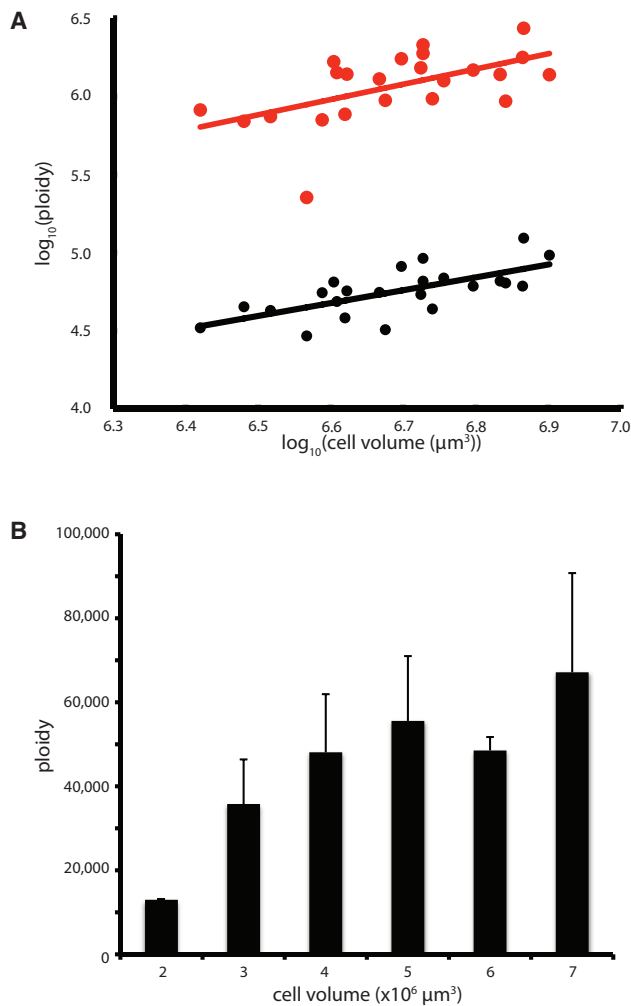 A
log₁₀(ploidy)
6.5
6.0
5.5
5.0
4.5
4.0
6.3 6.4 6.5 6.6 6.7 6.8 6.9 7.0
log₁₀(cell volume (μm³))
B
ploidy
100,000
80,000
60,000
40,000
20,000
0
2 3 4 5 6 7
cell volume (x10⁶ μm³)